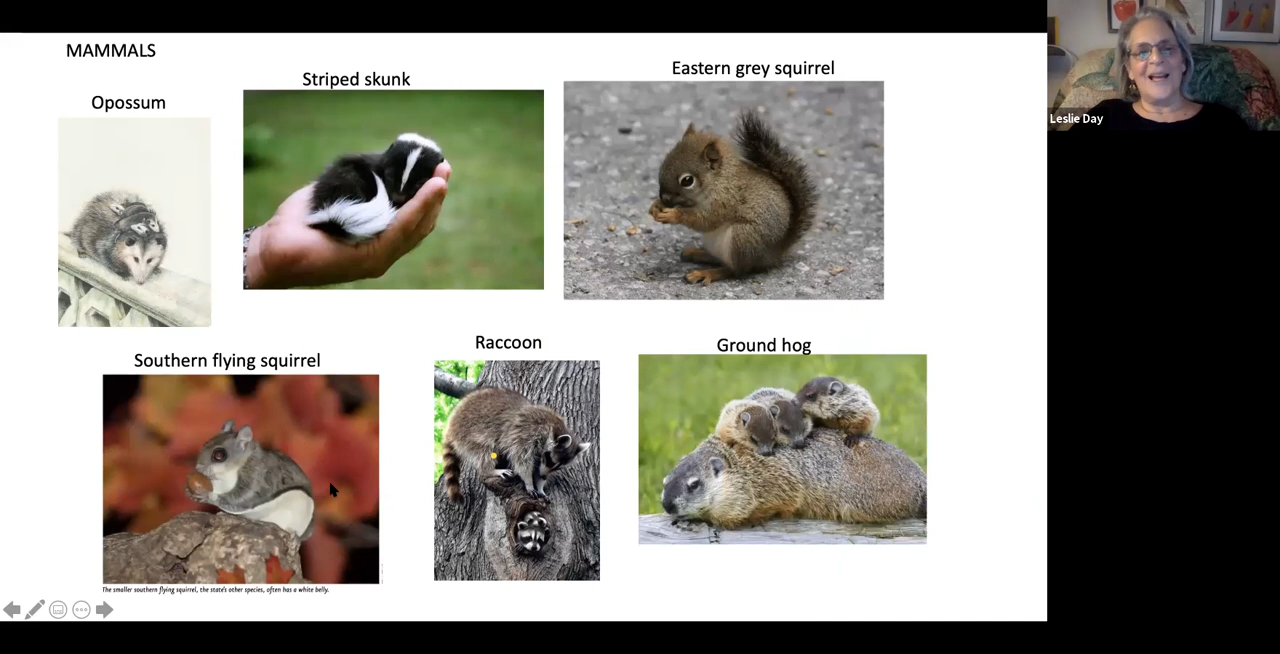 MAMMALS
Opossum
Striped skunk
Eastern grey squirrel
Leslie Day
Southern flying squirrel
Raccoon
Ground hog
The smaller southern flying squirrel, the state's other species, often has a white belly.